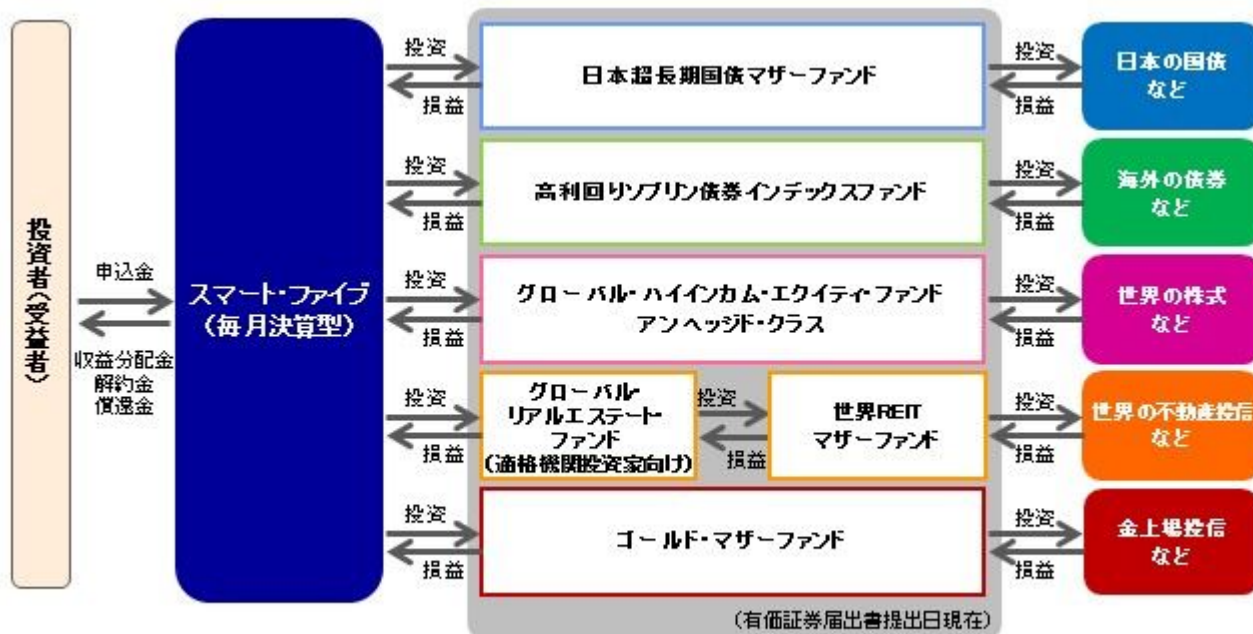 投資者(受益者)
申込金
収益分配金
解約金
償還金
スマート・ファイブ
(毎月決算型)
投資
損益
日本超長期国債マザーファンド
投資
損益
日本の国債
など
投資
損益
高利回りソブリン債券インデックスファンド
投資
損益
海外の債券
など
投資
損益
グローバル・ハイインカム・エクイティ・ファンド
アンヘッジド・クラス
投資
損益
世界の株式
など
投資
損益
グローバル・
リアルエステート・
ファンド
(適格機関投資家向け)
投資
損益
世界REIT
マザーファンド
投資
損益
世界の不動産投信
など
投資
損益
ゴールド・マザーファンド
投資
損益
金上場投信
など
(有価証券届出書提出日現在)